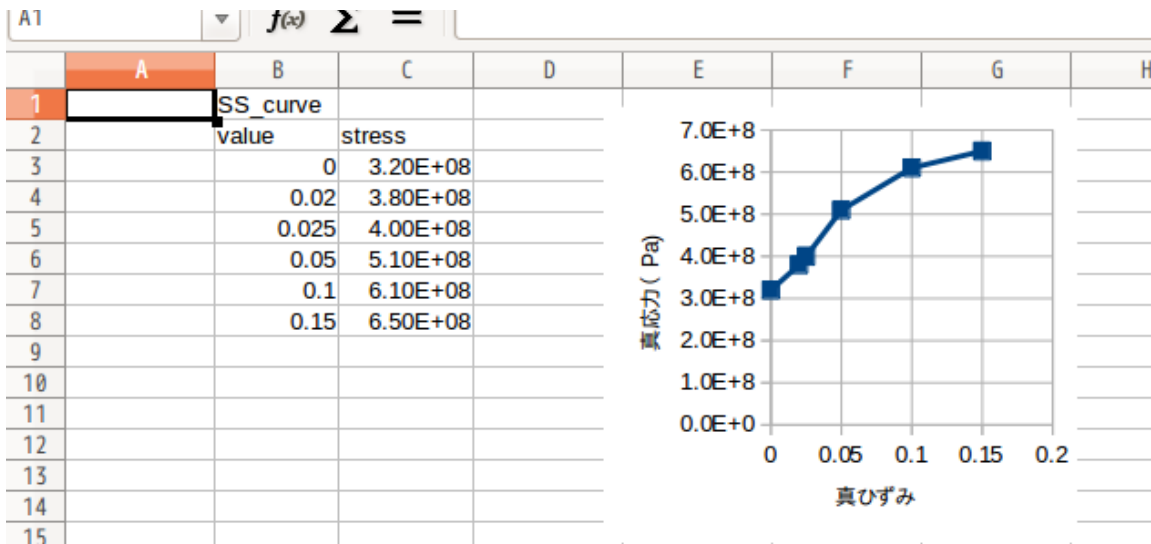 A1 f(x) Σ =
A B C D E F G H
1 SS_curve
2 value stress
3 0 3.20E+08
4 0.02 3.80E+08
5 0.025 4.00E+08
6 0.05 5.10E+08
7 0.1 6.10E+08
8 0.15 6.50E+08
9
10
11
12
13
14
15
7.0E+8
6.0E+8
5.0E+8
4.0E+8
3.0E+8
2.0E+8
1.0E+8
0.0E+0
真応力( Pa)
0 0.05 0.1 0.15 0.2
真ひずみ